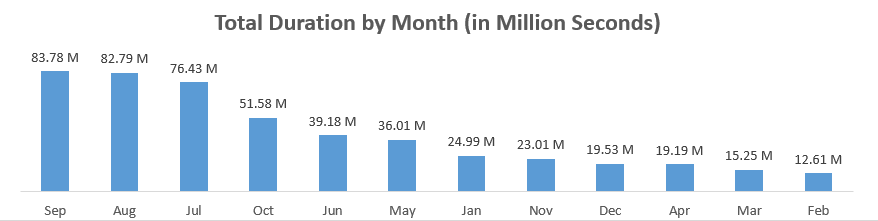 Total Duration by Month (in Million Seconds)
83.78 M 82.79 M 76.43 M 51.58 M 39.18 M 36.01 M 24.99 M 23.01 M 19.53 M 19.19 M 15.25 M 12.61 M
Sep Aug Jul Oct Jun May Jan Nov Dec Apr Mar Feb